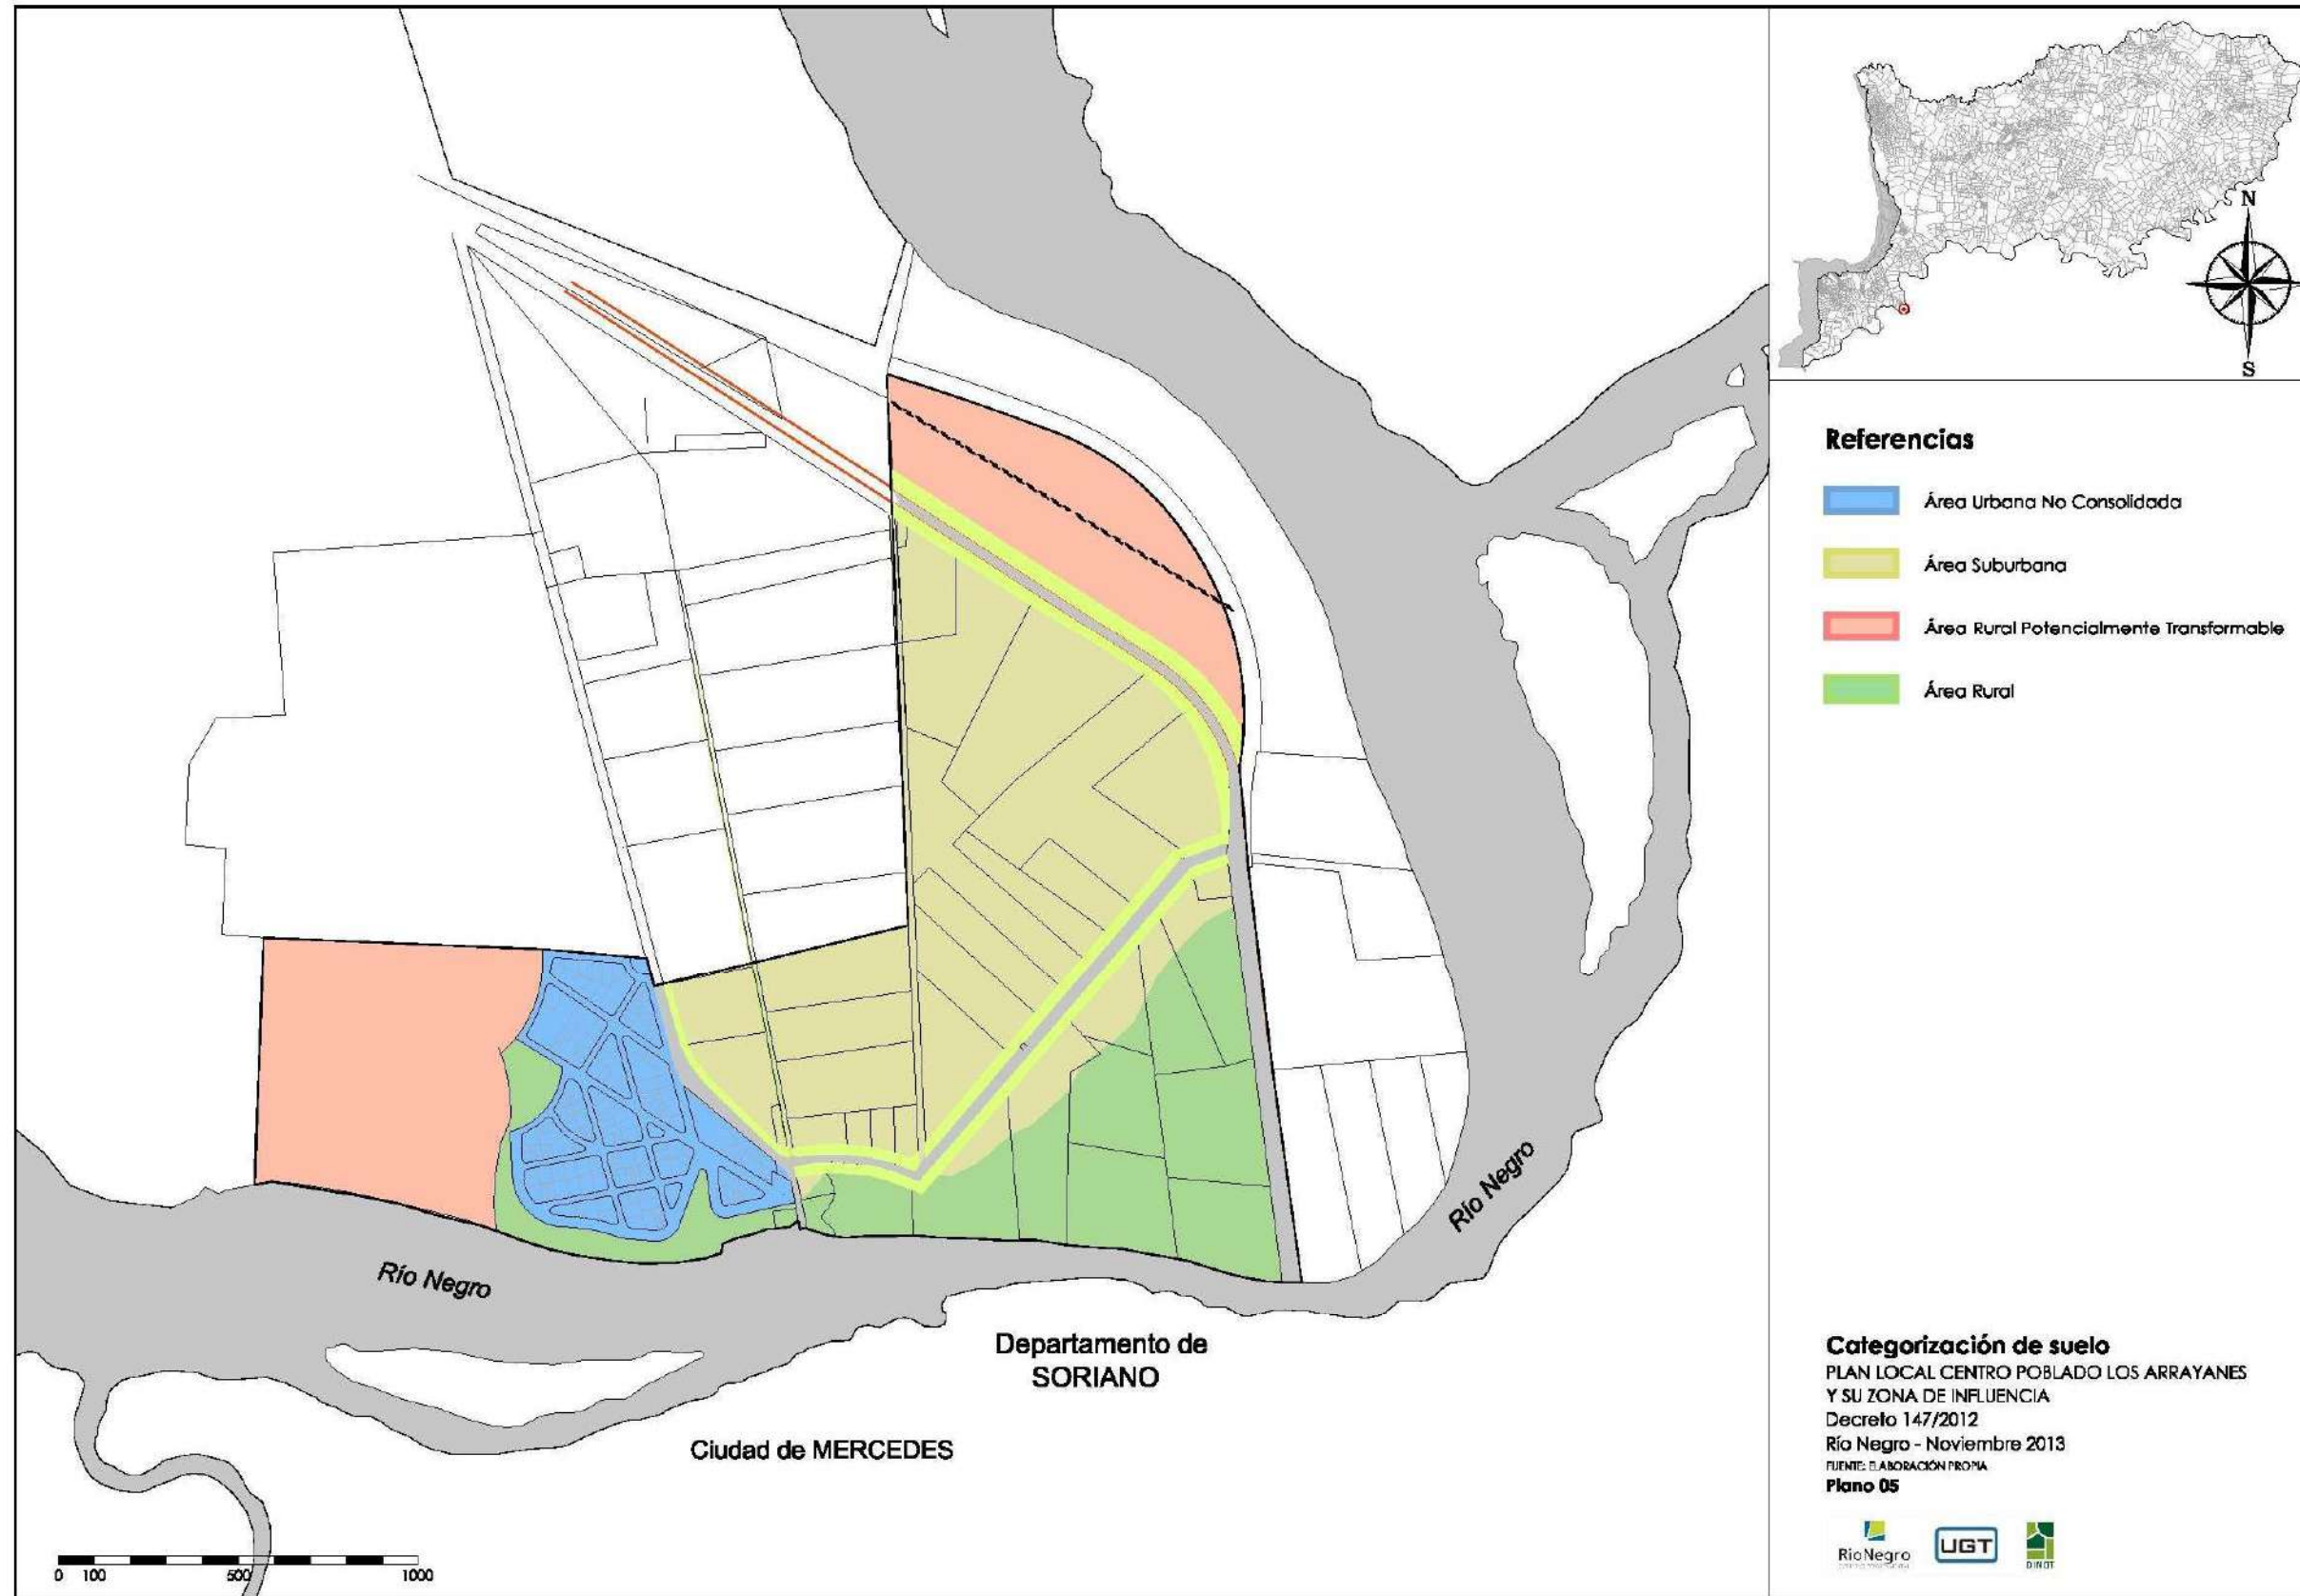 N
S
Referencias
Área Urbana No Consolidada
Área Suburbana
Área Rural Potencialmente Transformable
Área Rural
Río Negro
Río Negro
Departamento de
SORIANO
Ciudad de MERCEDES
0 100 500 1000
Categorización de suelo
PLAN LOCAL CENTRO POBLADO LOS ARRAYANES
Y SU ZONA DE INFLUENCIA
Decreto 147/2012
Río Negro - Noviembre 2013
FUENTE: ELABORACIÓN PROPIA
Plano 05
RioNegro
UGT
DINOT